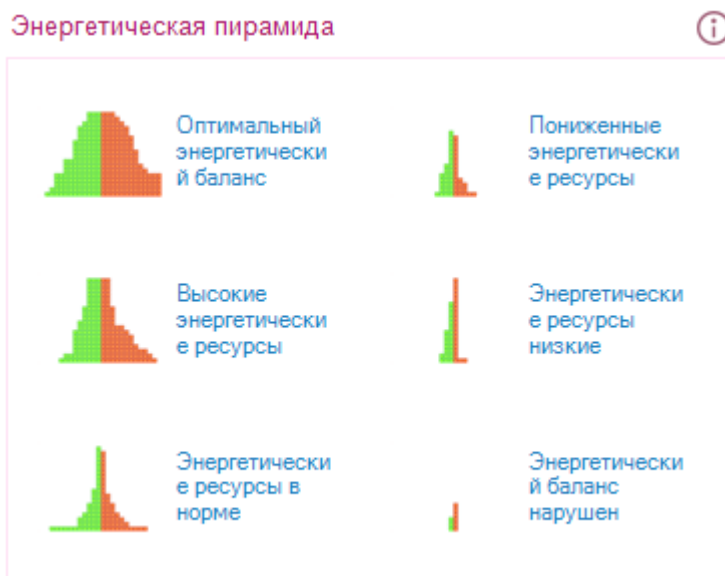 Энергетическая пирамида
Оптимальный
энергетически
й баланс
Пониженные
энергетически
е ресурсы
Высокие
энергетически
е ресурсы
Энергетически
е ресурсы
низкие
Энергетически
е ресурсы в
норме
Энергетически
й баланс
нарушен